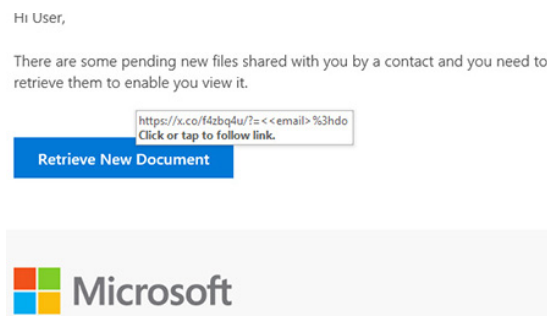 Hi User,
There are some pending new files shared with you by a contact and you need to
retrieve them to enable you view it.
https://x.co/f4zbq4u/?=<<email>%3hdo
Click or tap to follow link.
Retrieve New Document
Microsoft